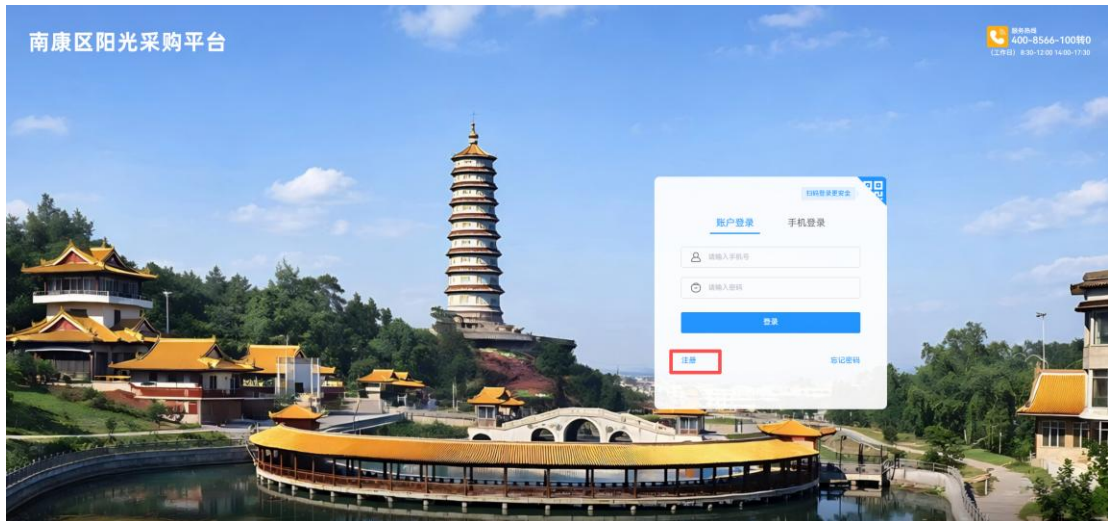 南康区阳光采购平台
服务热线
400-8566-100转0
(工作日) 8:30-12:00 14:00-17:30
扫码登录更安全
账户登录 手机登录
请输入手机号
请输入密码
登录
注册 忘记密码